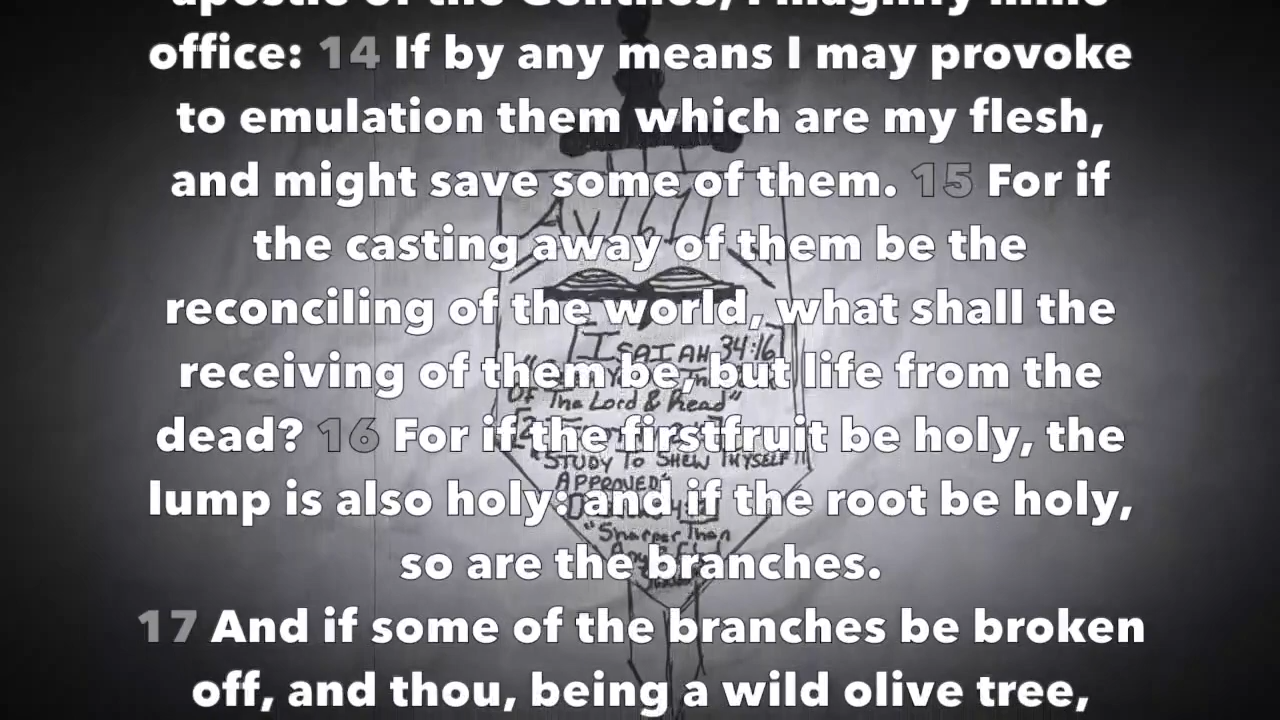 apostle of the Gentiles, I magnify mine
office: 14 If by any means I may provoke
to emulation them which are my flesh,
and might save some of them. 15 For if
the casting away of them be the
reconciling of the world, what shall the
receiving of them be, but life from the
dead? 16 For if the firstfruit be holy, the
lump is also holy: and if the root be holy,
so are the branches.
17 And if some of the branches be broken
off, and thou, being a wild olive tree,
AV1611
[ISAIAH 34:16]
Of The Lord & Read"
"STUDY To SHEW THYSELF
APPROVED"
"Sharper Than